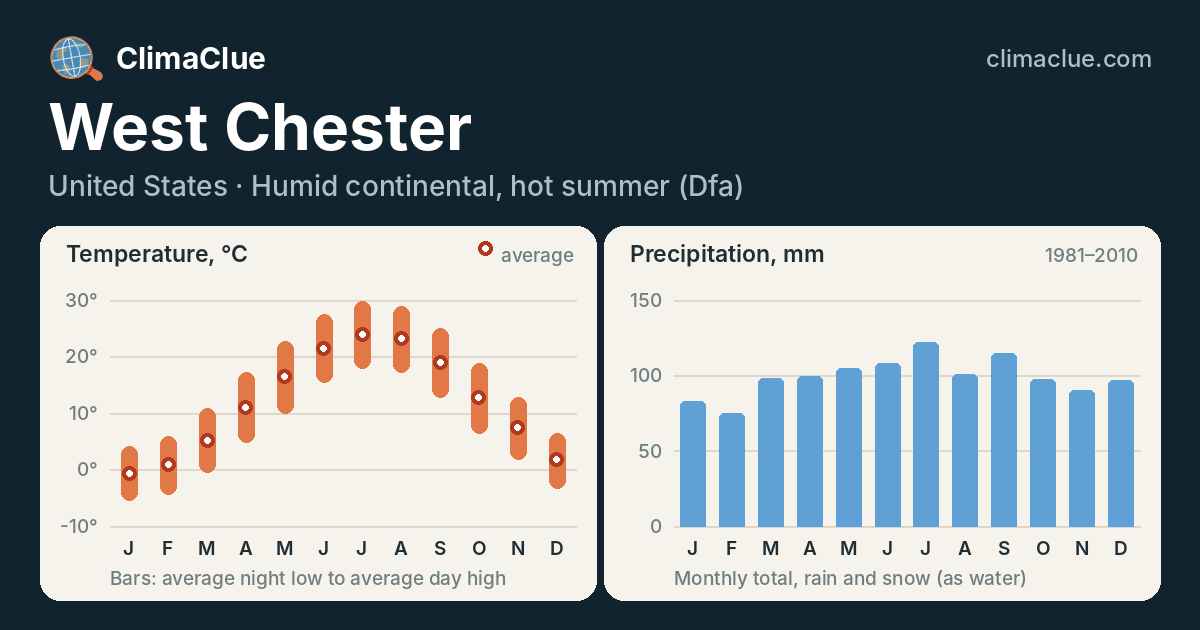 ClimaClue
climaclue.com
West Chester
United States · Humid continental, hot summer (Dfa)
Temperature, °C
average
30°
20°
10°
0°
-10°
J F M A M J J A S O N D
Bars: average night low to average day high
Precipitation, mm
1981–2010
150
100
50
0
J F M A M J J A S O N D
Monthly total, rain and snow (as water)